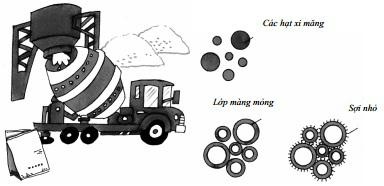 Các hạt xi măng
Lớp màng mỏng
Sợi nhỏ